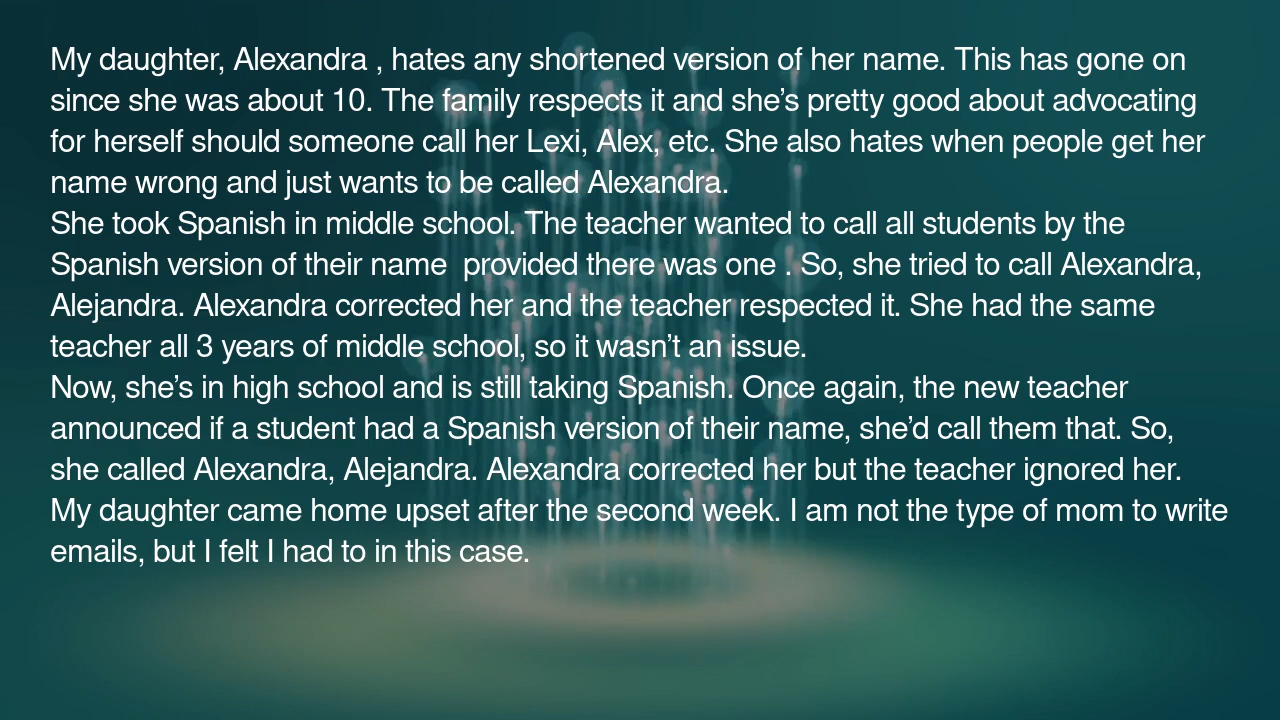 My daughter, Alexandra , hates any shortened version of her name. This has gone on
since she was about 10. The family respects it and she’s pretty good about advocating
for herself should someone call her Lexi, Alex, etc. She also hates when people get her
name wrong and just wants to be called Alexandra.
She took Spanish in middle school. The teacher wanted to call all students by the
Spanish version of their name  provided there was one . So, she tried to call Alexandra,
Alejandra. Alexandra corrected her and the teacher respected it. She had the same
teacher all 3 years of middle school, so it wasn’t an issue.
Now, she’s in high school and is still taking Spanish. Once again, the new teacher
announced if a student had a Spanish version of their name, she’d call them that. So,
she called Alexandra, Alejandra. Alexandra corrected her but the teacher ignored her.
My daughter came home upset after the second week. I am not the type of mom to write
emails, but I felt I had to in this case.